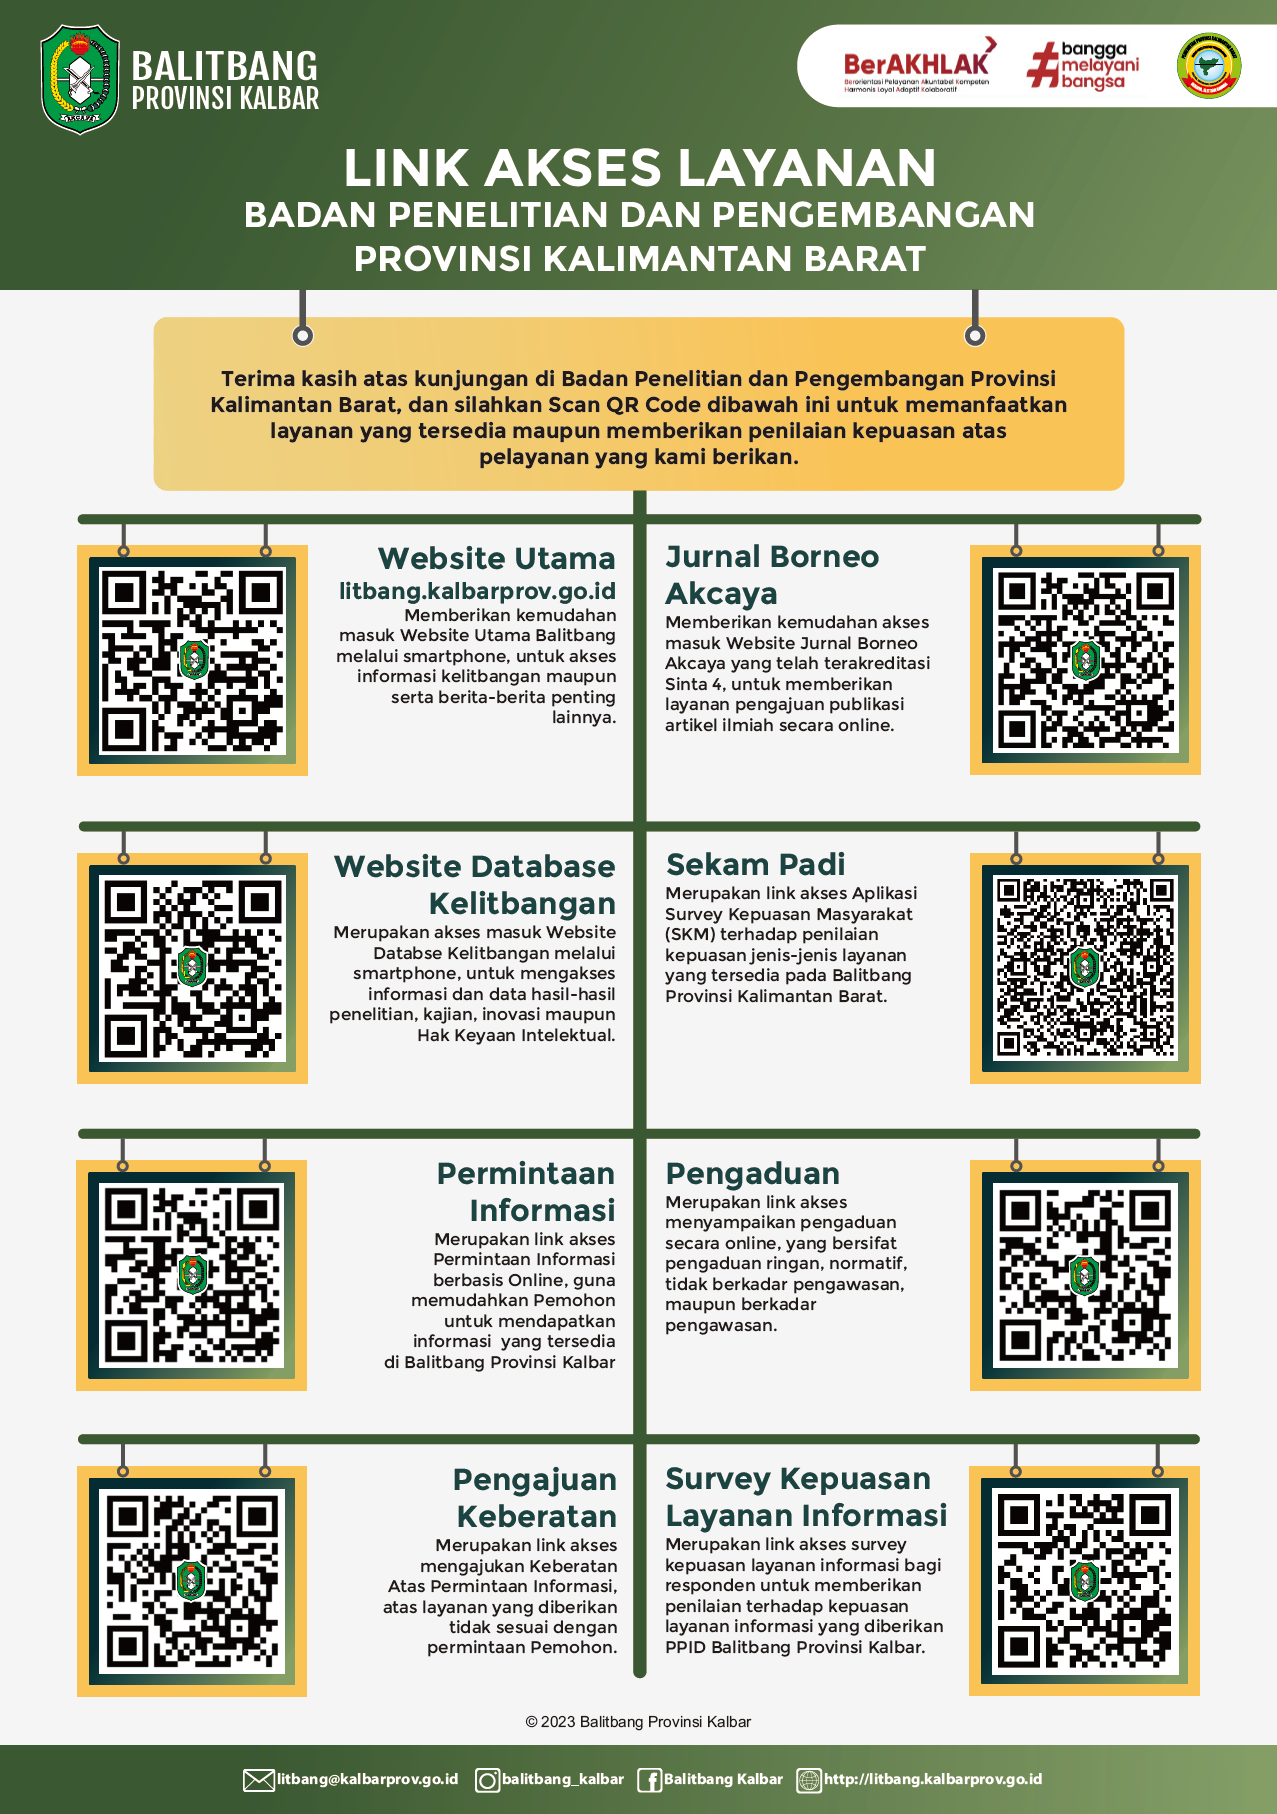 BALITBANG
PROVINSI KALBAR
BerAKHLAK
Berorientasi Pelayanan Akuntabel Kompeten
Harmonis Loyal Adaptif Kolaboratif
#bangga
melayani
bangsa
LINK AKSES LAYANAN
BADAN PENELITIAN DAN PENGEMBANGAN
PROVINSI KALIMANTAN BARAT
Terima kasih atas kunjungan di Badan Penelitian dan Pengembangan Provinsi
Kalimantan Barat, dan silahkan Scan QR Code dibawah ini untuk memanfaatkan
layanan yang tersedia maupun memberikan penilaian kepuasan atas
pelayanan yang kami berikan.
Website Utama
litbang.kalbarprov.go.id
Memberikan kemudahan
masuk Website Utama Balitbang
melalui smartphone, untuk akses
informasi kelitbangan maupun
serta berita-berita penting
lainnya.
Jurnal Borneo
Akcaya
Memberikan kemudahan akses
masuk Website Jurnal Borneo
Akcaya yang telah terakreditasi
Sinta 4, untuk memberikan
layanan pengajuan publikasi
artikel ilmiah secara online.
Website Database
Kelitbangan
Merupakan akses masuk Website
Databse Kelitbangan melalui
smartphone, untuk mengakses
informasi dan data hasil-hasil
penelitian, kajian, inovasi maupun
Hak Keyaan Intelektual.
Sekam Padi
Merupakan link akses Aplikasi
Survey Kepuasan Masyarakat
(SKM) terhadap penilaian
kepuasan jenis-jenis layanan
yang tersedia pada Balitbang
Provinsi Kalimantan Barat.
Permintaan
Informasi
Merupakan link akses
Permintaan Informasi
berbasis Online, guna
memudahkan Pemohon
untuk mendapatkan
informasi yang tersedia
di Balitbang Provinsi Kalbar
Pengaduan
Merupakan link akses
menyampaikan pengaduan
secara online, yang bersifat
pengaduan ringan, normatif,
tidak berkadar pengawasan,
maupun berkadar
pengawasan.
Pengajuan
Keberatan
Merupakan link akses
mengajukan Keberatan
Atas Permintaan Informasi,
atas layanan yang diberikan
tidak sesuai dengan
permintaan Pemohon.
Survey Kepuasan
Layanan Informasi
Merupakan link akses survey
kepuasan layanan informasi bagi
responden untuk memberikan
penilaian terhadap kepuasan
layanan informasi yang diberikan
PPID Balitbang Provinsi Kalbar.
© 2023 Balitbang Provinsi Kalbar
litbang@kalbarprov.go.id
balitbang_kalbar
Balitbang Kalbar
http://litbang.kalbarprov.go.id